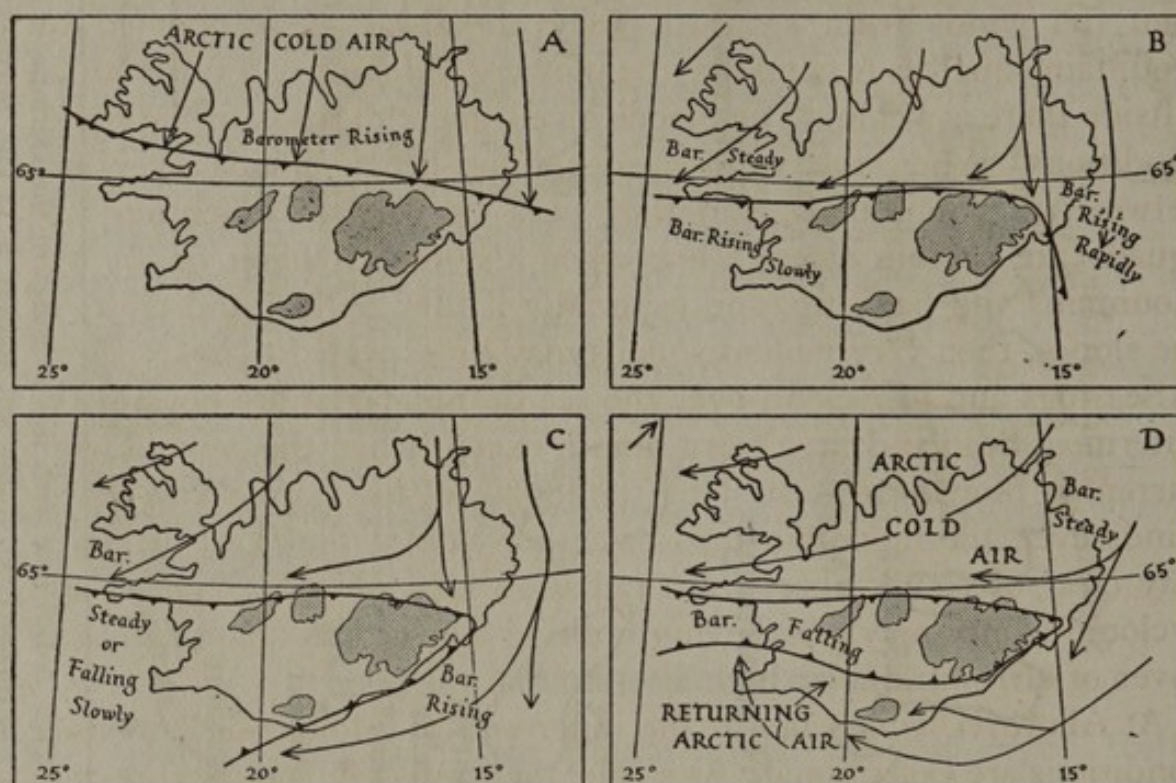 A
ARCTIC COLD AIR
Barometer Rising
65°
25°
20°
15°
B
Bar. Steady
65°
Bar. Rising Rapidly
Bar. Rising Slowly
25°
20°
15°
C
Bar.
65°
Steady
or
Falling
Slowly
Bar.
Rising
25°
20°
15°
D
ARCTIC
COLD
AIR
Bar.
Steady
65°
Bar. Falling
RETURNING
ARCTIC AIR
25°
20°
15°